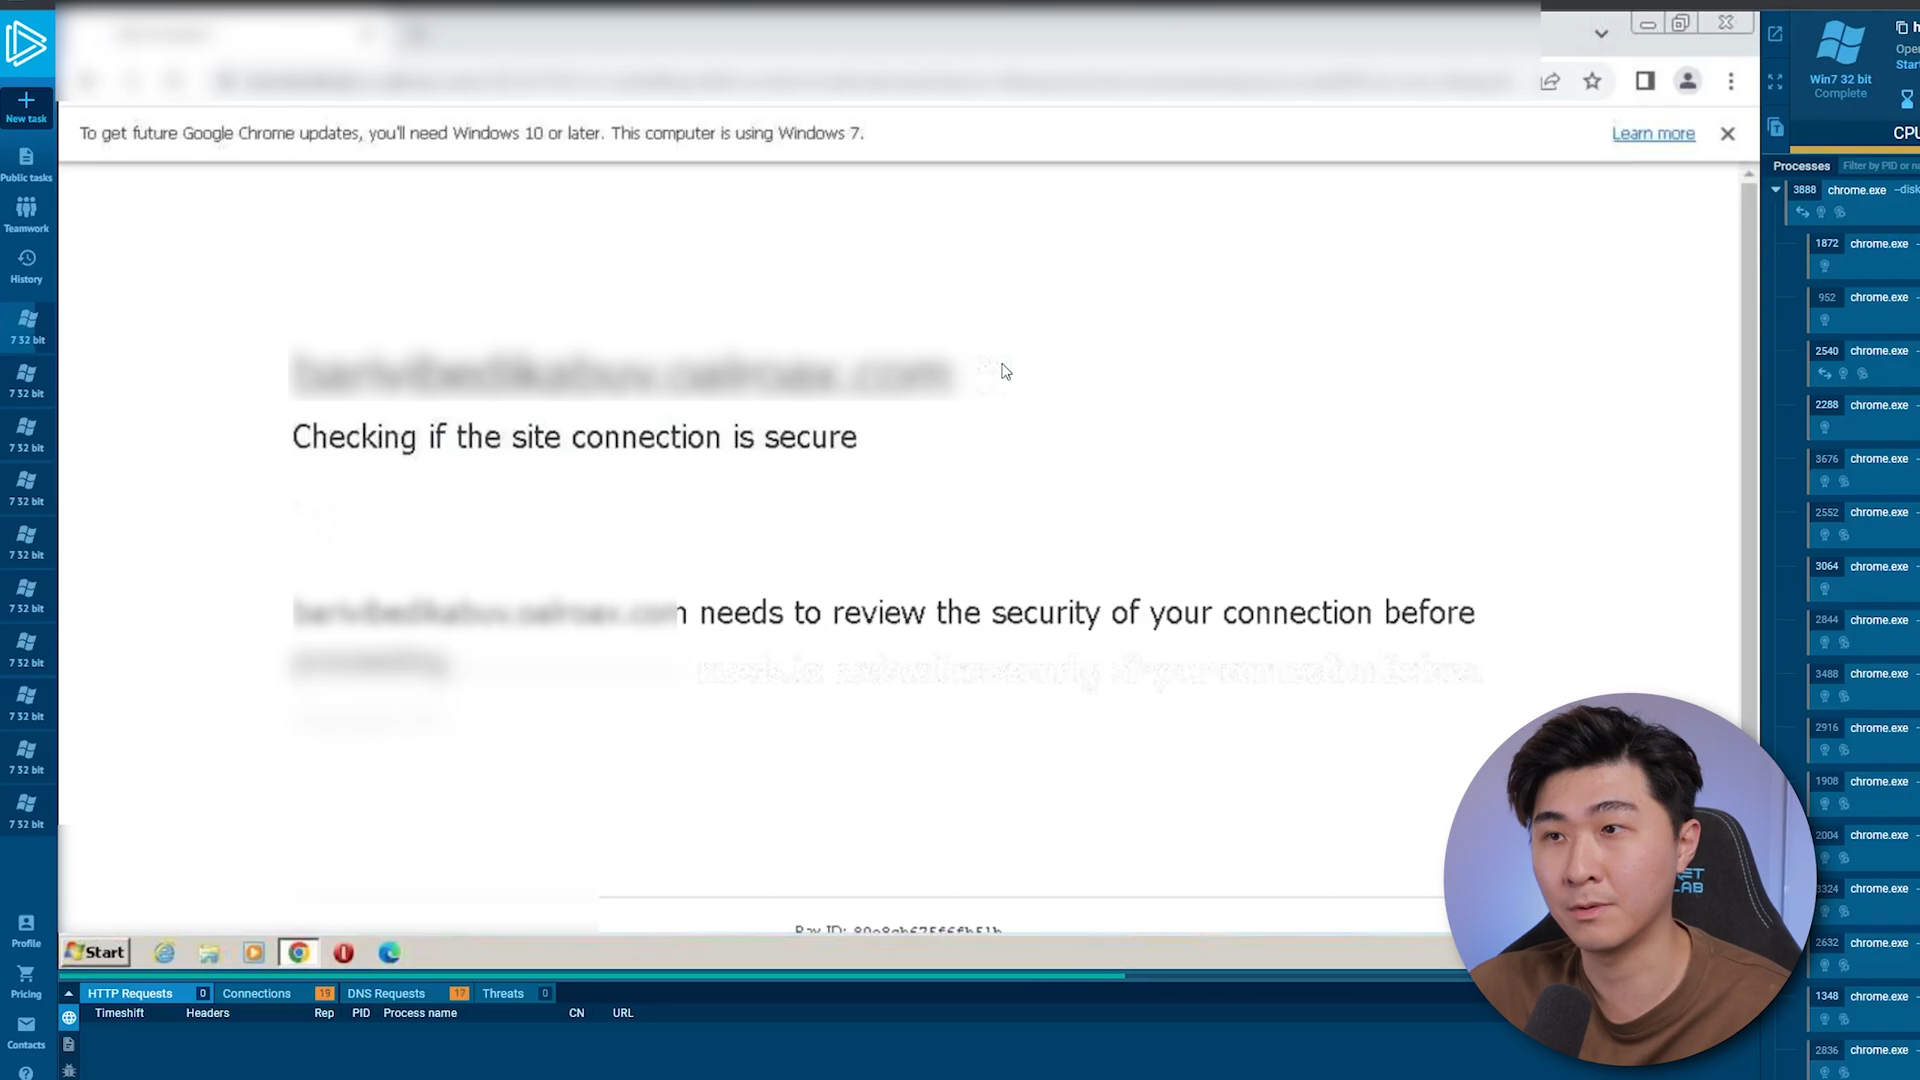 To get future Google Chrome updates, you'll need Windows 10 or later. This computer is using Windows 7.
Learn more
Checking if the site connection is secure
needs to review the security of your connection before
Start
New task
Public tasks
Teamwork
History
7 32 bit
7 32 bit
7 32 bit
7 32 bit
7 32 bit
7 32 bit
7 32 bit
7 32 bit
7 32 bit
7 32 bit
Profile
Pricing
Contacts
HTTP Requests 0 Connections 19 DNS Requests 17 Threats 0
Timeshift Headers Rep PID Process name CN URL
Win7 32 bit
Complete
CPU
Processes Filter by PID or
3888 chrome.exe
1872 chrome.exe
952 chrome.exe
2540 chrome.exe
2288 chrome.exe
3676 chrome.exe
2552 chrome.exe
3064 chrome.exe
2844 chrome.exe
3488 chrome.exe
2916 chrome.exe
1908 chrome.exe
2004 chrome.exe
3324 chrome.exe
2632 chrome.exe
1348 chrome.exe
2836 chrome.exe